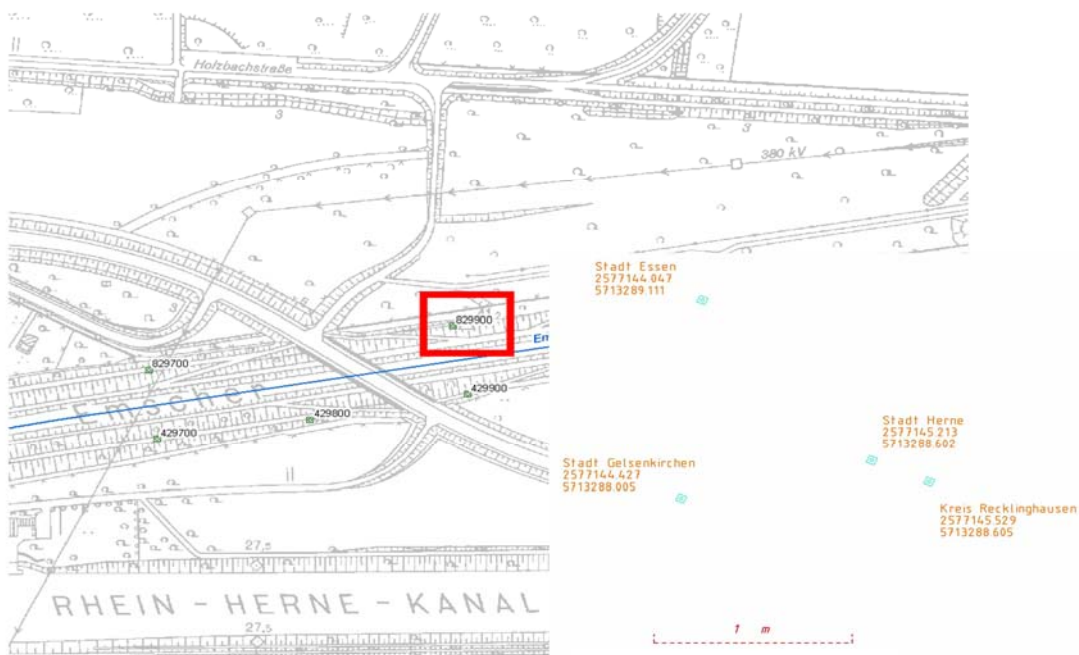 Holzbachstraße
3
3
380 kV
Stadt Essen
2577144.047
5713289.111
3
829900
Em
829700
Emscher
429900
429800
429700
Stadt Herne
2577145.213
5713288.602
Stadt Gelsenkirchen
2577144.427
5713288.005
Kreis Recklinghausen
2577145.529
5713288.605
27,5
RHEIN - HERNE - KANAL
27,5
1 m